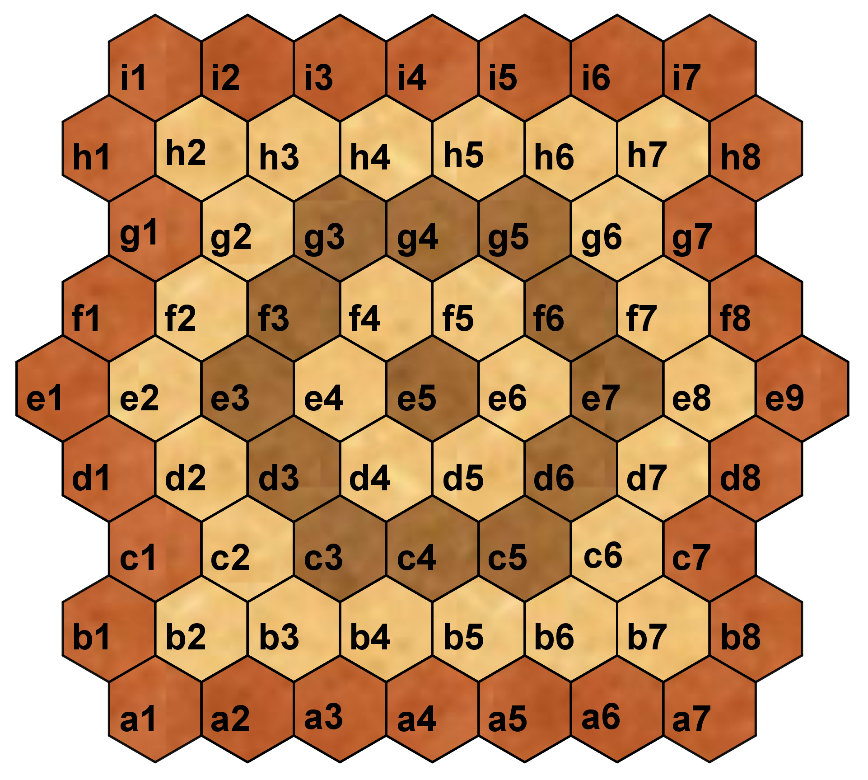 i1 i2 i3 i4 i5 i6 i7
h1 h2 h3 h4 h5 h6 h7 h8
g1 g2 g3 g4 g5 g6 g7
f1 f2 f3 f4 f5 f6 f7 f8
e1 e2 e3 e4 e5 e6 e7 e8 e9
d1 d2 d3 d4 d5 d6 d7 d8
c1 c2 c3 c4 c5 c6 c7
b1 b2 b3 b4 b5 b6 b7 b8
a1 a2 a3 a4 a5 a6 a7